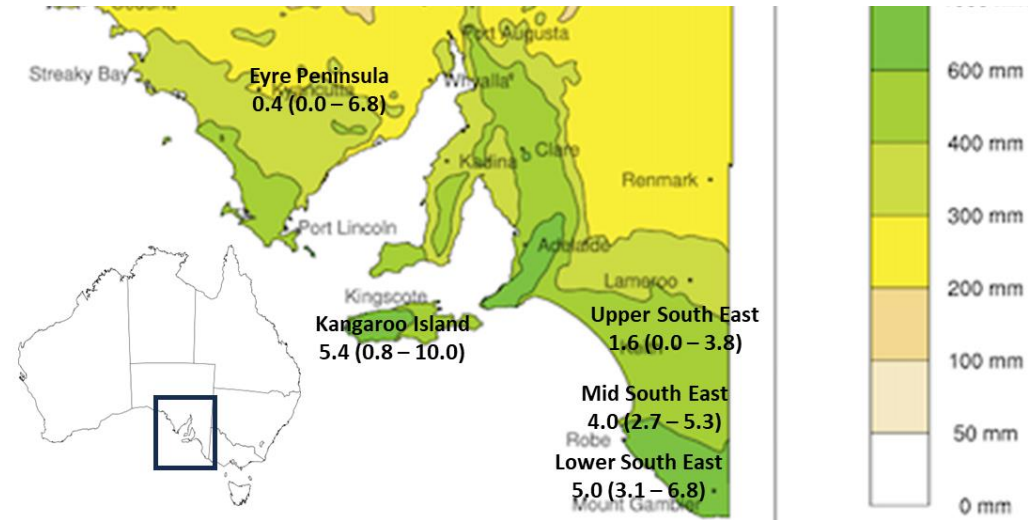 Port Augusta
Streaky Bay
Whyalla
Eyre Peninsula
Kyancutta
0.4 (0.0 – 6.8)
Kadina
Clare
Renmark
Port Lincoln
Adelaide
Lameroo
Kingscote
Kangaroo Island
5.4 (0.8 – 10.0)
Upper South East
1.6 (0.0 – 3.8)
Keith
Mid South East
4.0 (2.7 – 5.3)
Robe
Lower South East
5.0 (3.1 – 6.8)
Mount Gambier
600 mm
400 mm
300 mm
200 mm
100 mm
50 mm
0 mm